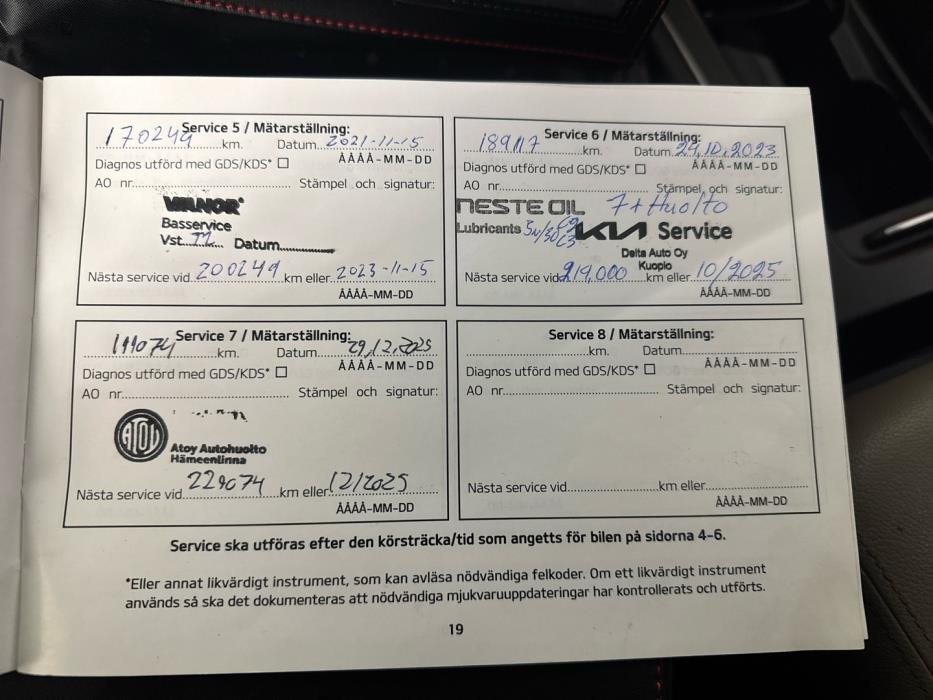 Service 5 / Mätarställning:
170249 km. Datum 2021-11-15
Diagnos utförd med GDS/KDS* ☐ ÅÅÅÅ-MM-DD
AO nr. Stämpel och signatur:
VIANOR
Basservice
Vst. Datum
Nästa service vid 200249 km eller 2023-11-15
ÅÅÅÅ-MM-DD
Service 6 / Mätarställning:
189117 km. Datum 24.10.2023
Diagnos utförd med GDS/KDS* ☐ ÅÅÅÅ-MM-DD
AO nr. Stämpel och signatur:
NESTE OIL 7+ Huolto
Lubricants 5W/30 C3 KIA Service
Delta Auto Oy
Kuopio
Nästa service vid 219,000 km eller 10/2025
ÅÅÅÅ-MM-DD
Service 7 / Mätarställning:
km. Datum
Diagnos utförd med GDS/KDS* ☐ ÅÅÅÅ-MM-DD
AO nr. Stämpel och signatur:
ATOY
Atoy Autohuolto
Hämeenlinna
Nästa service vid 229074 km eller 12/2025
ÅÅÅÅ-MM-DD
Service 8 / Mätarställning:
km. Datum
Diagnos utförd med GDS/KDS* ☐ ÅÅÅÅ-MM-DD
AO nr. Stämpel och signatur:
Nästa service vid km eller
ÅÅÅÅ-MM-DD
Service ska utföras efter den körsträcka/tid som angetts för bilen på sidorna 4-6.
*Eller annat likvärdigt instrument, som kan avläsa nödvändiga felkoder. Om ett likvärdigt instrument
används så ska det dokumenteras att nödvändiga mjukvaruuppdateringar har kontrollerats och utförts.
19